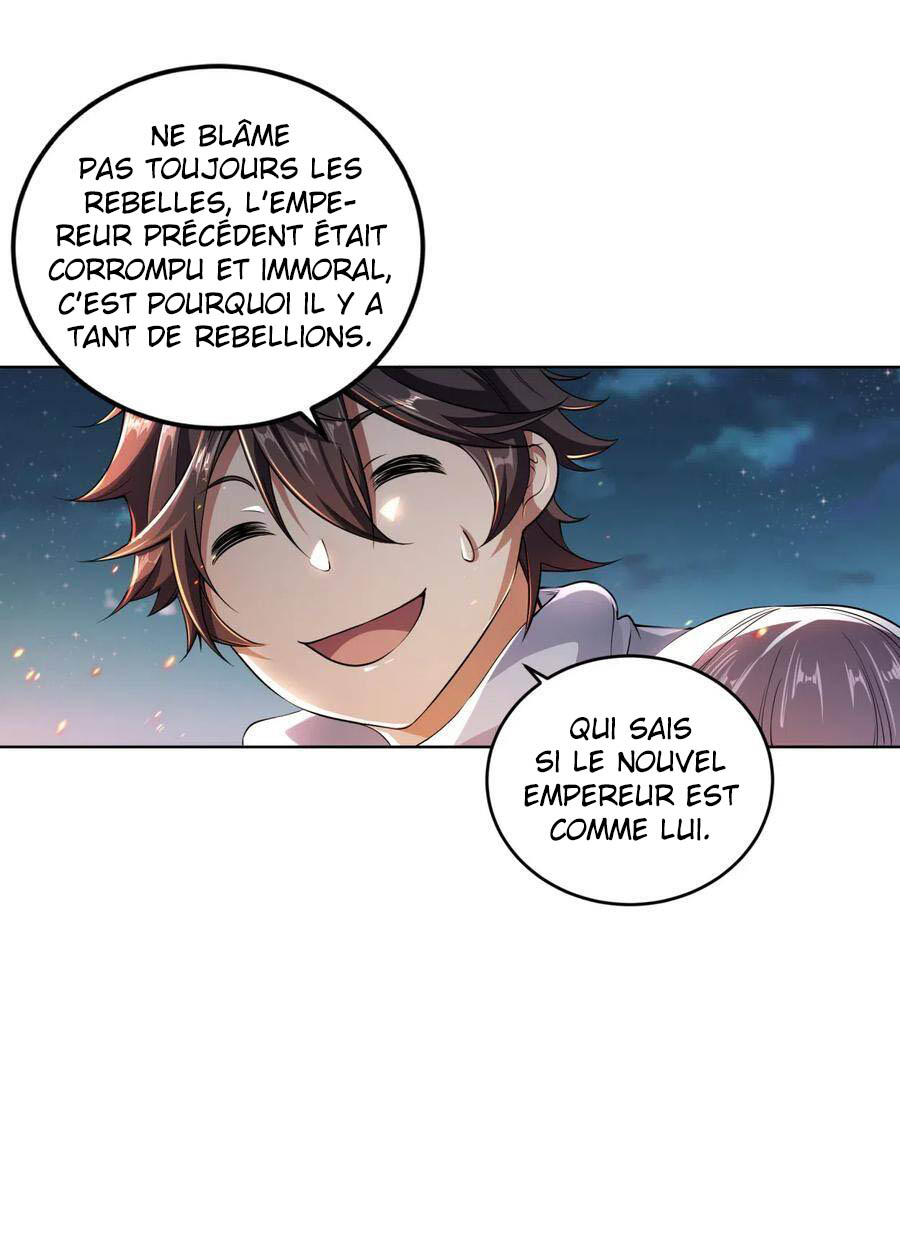 NE BLÂME
PAS TOUJOURS LES
REBELLES, L'EMPE-
REUR PRÉCÉDENT ÉTAIT
CORROMPU ET IMMORAL,
C'EST POURQUOI IL Y A
TANT DE REBELLIONS.
QUI SAIS
SI LE NOUVEL
EMPEREUR EST
COMME LUI.